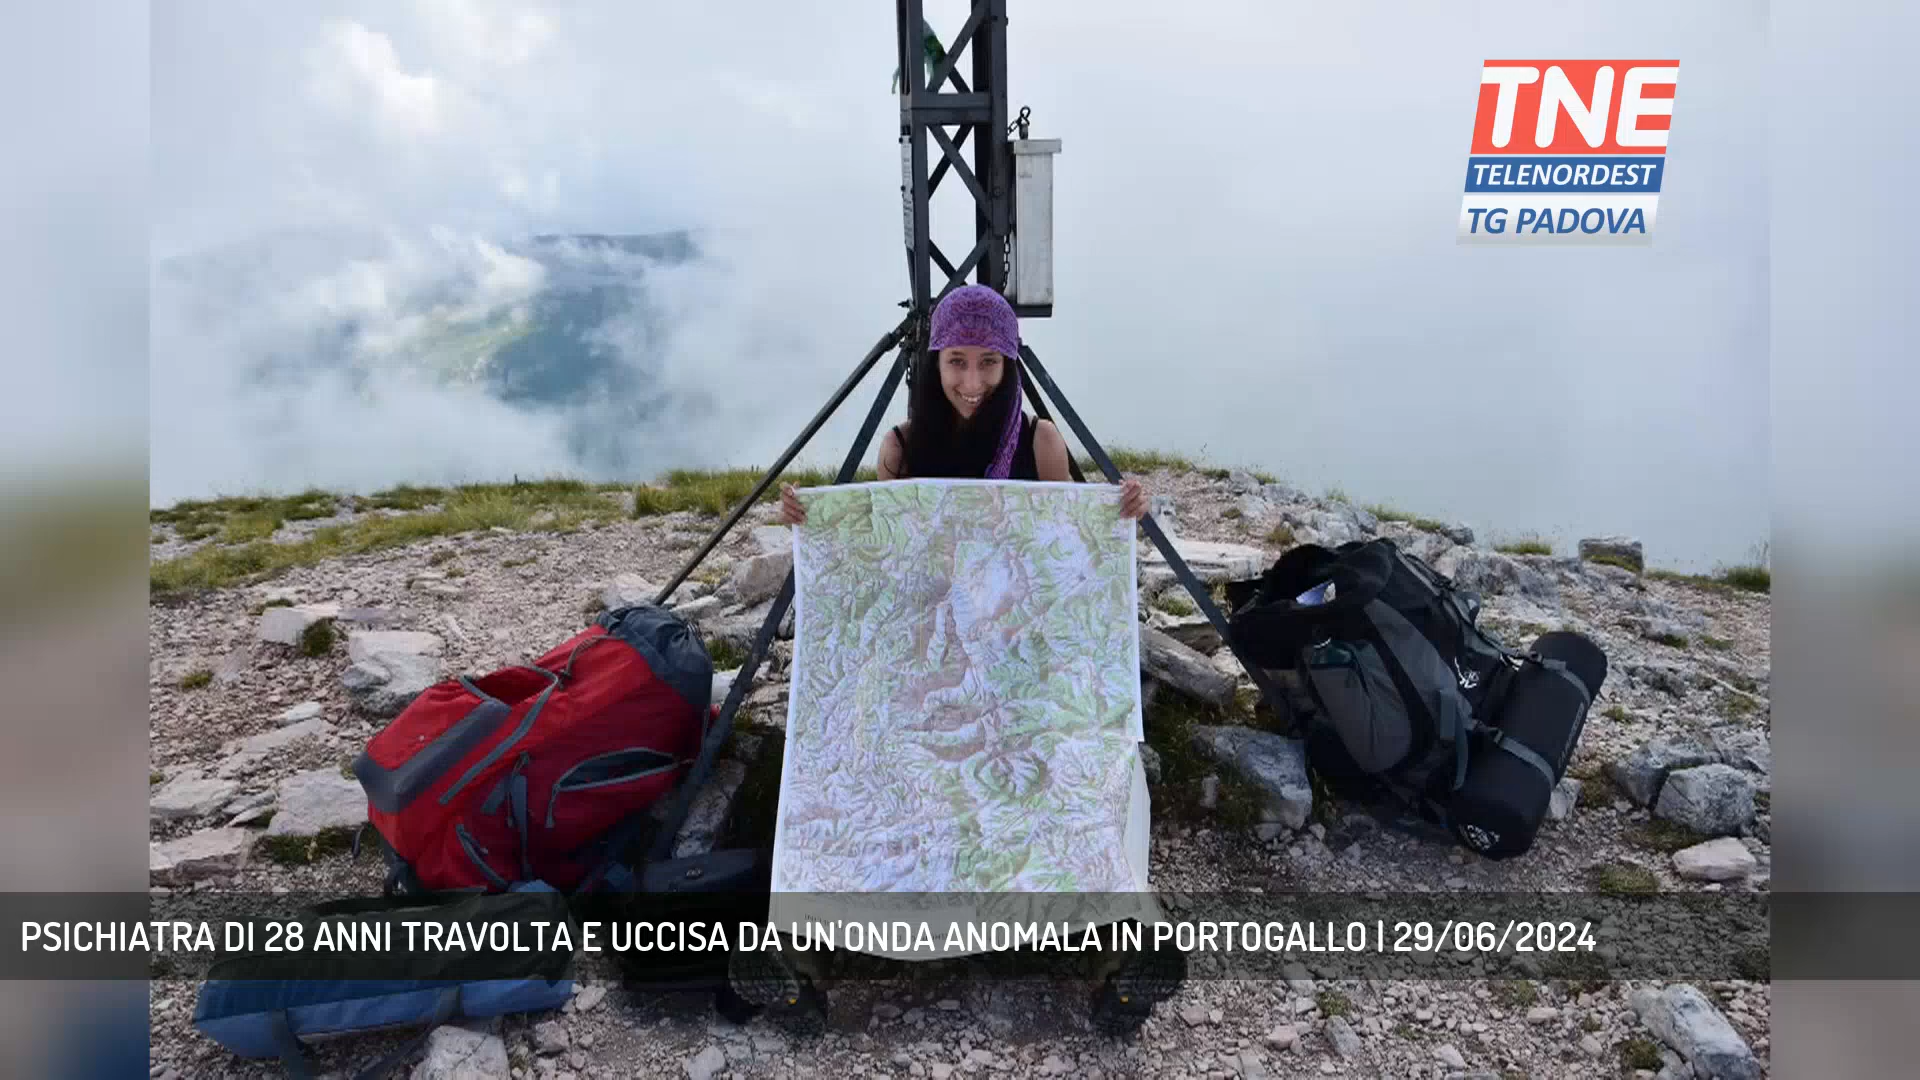 TNE
TELENORDEST
TG PADOVA
PSICHIATRA DI 28 ANNI TRAVOLTA E UCCISA DA UN'ONDA ANOMALA IN PORTOGALLO | 29/06/2024